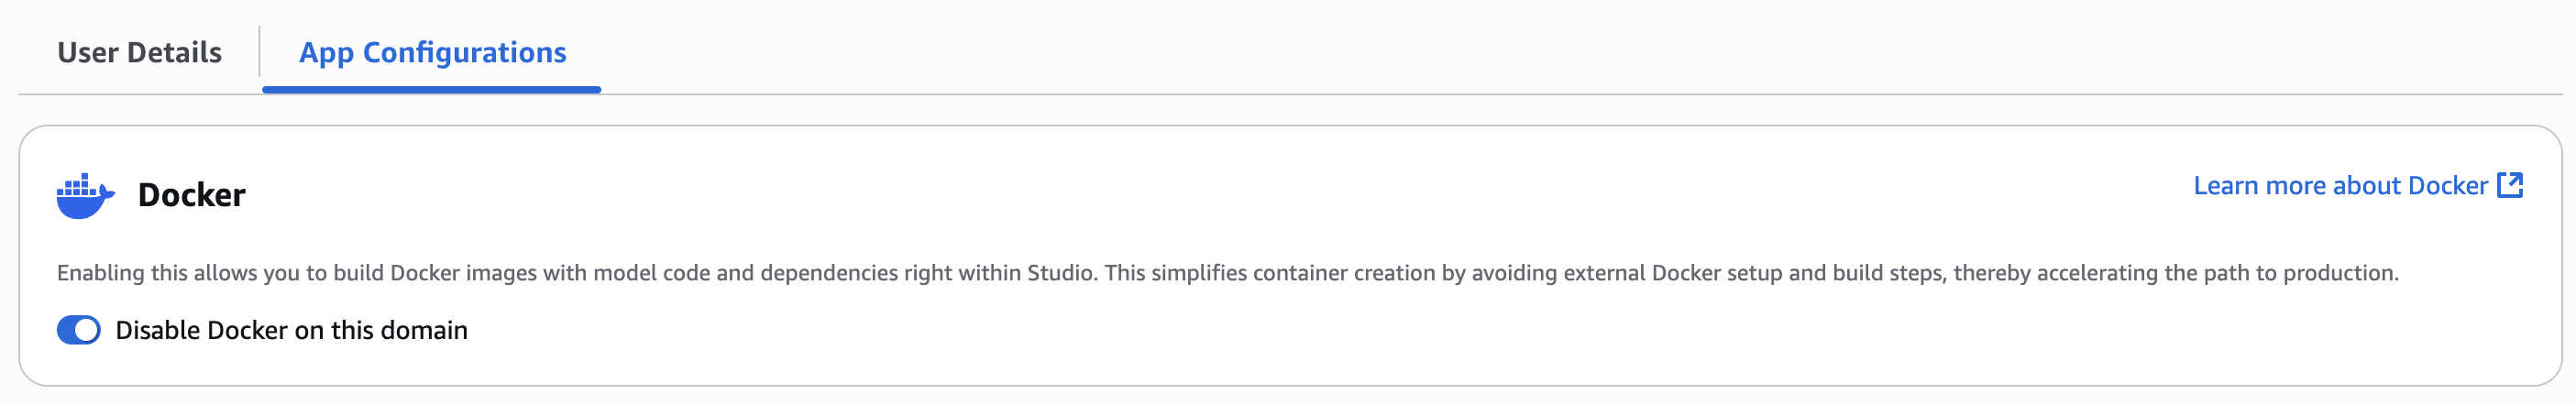 User Details
App Configurations
Docker
Learn more about Docker
Enabling this allows you to build Docker images with model code and dependencies right within Studio. This simplifies container creation by avoiding external Docker setup and build steps, thereby accelerating the path to production.
Disable Docker on this domain